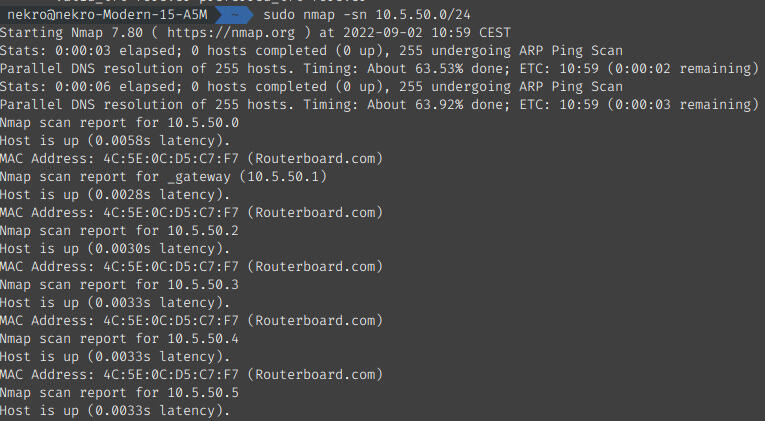 nekro@nekro-Modern-15-A5M ~ sudo nmap -sn 10.5.50.0/24
Starting Nmap 7.80 ( https://nmap.org ) at 2022-09-02 10:59 CEST
Stats: 0:00:03 elapsed; 0 hosts completed (0 up), 255 undergoing ARP Ping Scan
Parallel DNS resolution of 255 hosts. Timing: About 63.53% done; ETC: 10:59 (0:00:02 remaining)
Stats: 0:00:06 elapsed; 0 hosts completed (0 up), 255 undergoing ARP Ping Scan
Parallel DNS resolution of 255 hosts. Timing: About 63.92% done; ETC: 10:59 (0:00:03 remaining)
Nmap scan report for 10.5.50.0
Host is up (0.0058s latency).
MAC Address: 4C:5E:0C:D5:C7:F7 (Routerboard.com)
Nmap scan report for _gateway (10.5.50.1)
Host is up (0.0028s latency).
MAC Address: 4C:5E:0C:D5:C7:F7 (Routerboard.com)
Nmap scan report for 10.5.50.2
Host is up (0.0030s latency).
MAC Address: 4C:5E:0C:D5:C7:F7 (Routerboard.com)
Nmap scan report for 10.5.50.3
Host is up (0.0033s latency).
MAC Address: 4C:5E:0C:D5:C7:F7 (Routerboard.com)
Nmap scan report for 10.5.50.4
Host is up (0.0033s latency).
MAC Address: 4C:5E:0C:D5:C7:F7 (Routerboard.com)
Nmap scan report for 10.5.50.5
Host is up (0.0033s latency).